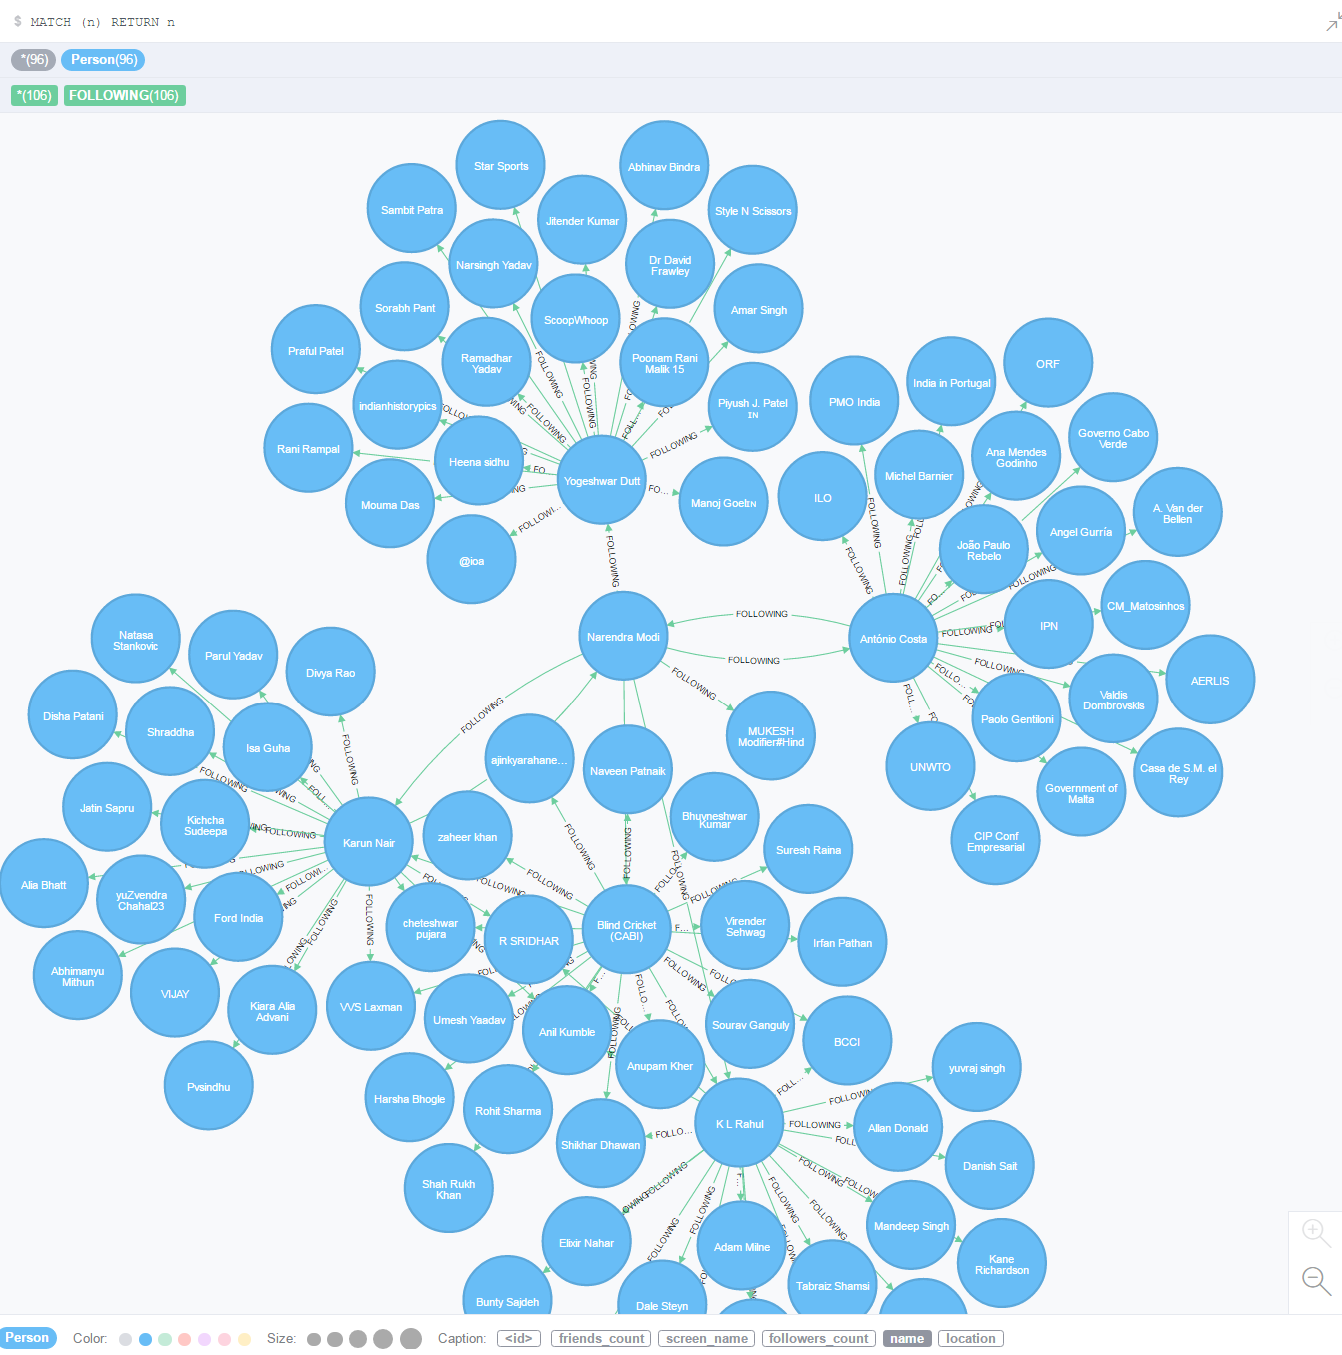 $ MATCH (n) RETURN n
*(96) Person(96)
*(106) FOLLOWING(106)
Star Sports
Abhinav Bindra
Sambit Patra
Jitender Kumar
Style N Scissors
Narsingh Yadav
Dr David
Frawley
Sorabh Pant
ScoopWhoop
Amar Singh
Praful Patel
Ramadhar
Yadav
Poonam Rani
Malik 15
indianhistorypics
Piyush J. Patel
IN
Rani Rampal
Heena sidhu
Yogeshwar Dutt
Mouma Das
Manoj GoelIN
@ioa
ORF
India in Portugal
PMO India
Governo Cabo
Verde
Ana Mendes
Godinho
Michel Barnier
ILO
A. Van der
Bellen
Angel Gurría
João Paulo
Rebelo
CM_Matosinhos
IPN
António Costa
Narendra Modi
FOLLOWING
FOLLOWING
FOLLOWING
FOLLOWING
FOLLOWING
AERLIS
Valdis
Dombrovskis
Paolo Gentiloni
UNWTO
Casa de S.M. el
Rey
Government of
Malta
CIP Conf
Empresarial
MUKESH
Modifier#Hind
Natasa
Stankovic
Parul Yadav
Divya Rao
Disha Patani
Shraddha
Isa Guha
Jatin Sapru
Kichcha
Sudeepa
Karun Nair
ajinkyarahane...
Naveen Patnaik
zaheer khan
Bhuvneshwar
Kumar
Suresh Raina
Alia Bhatt
yuZvendra
Chahal23
Ford India
cheteshwar
pujara
R SRIDHAR
Blind Cricket
(CABI)
Virender
Sehwag
Irfan Pathan
Abhimanyu
Mithun
VIJAY
Kiara Alia
Advani
VVS Laxman
Umesh Yaadav
Anil Kumble
Sourav Ganguly
BCCI
Anupam Kher
yuvraj singh
Pvsindhu
Harsha Bhogle
Rohit Sharma
K L Rahul
FOLLOWING
Allan Donald
Shikhar Dhawan
Danish Sait
Shah Rukh
Khan
Mandeep Singh
Elixir Nahar
Adam Milne
Kane
Richardson
Tabraiz Shamsi
Bunty Sajdeh
Dale Steyn
Person Color: Size: Caption: <id> friends_count screen_name followers_count name location